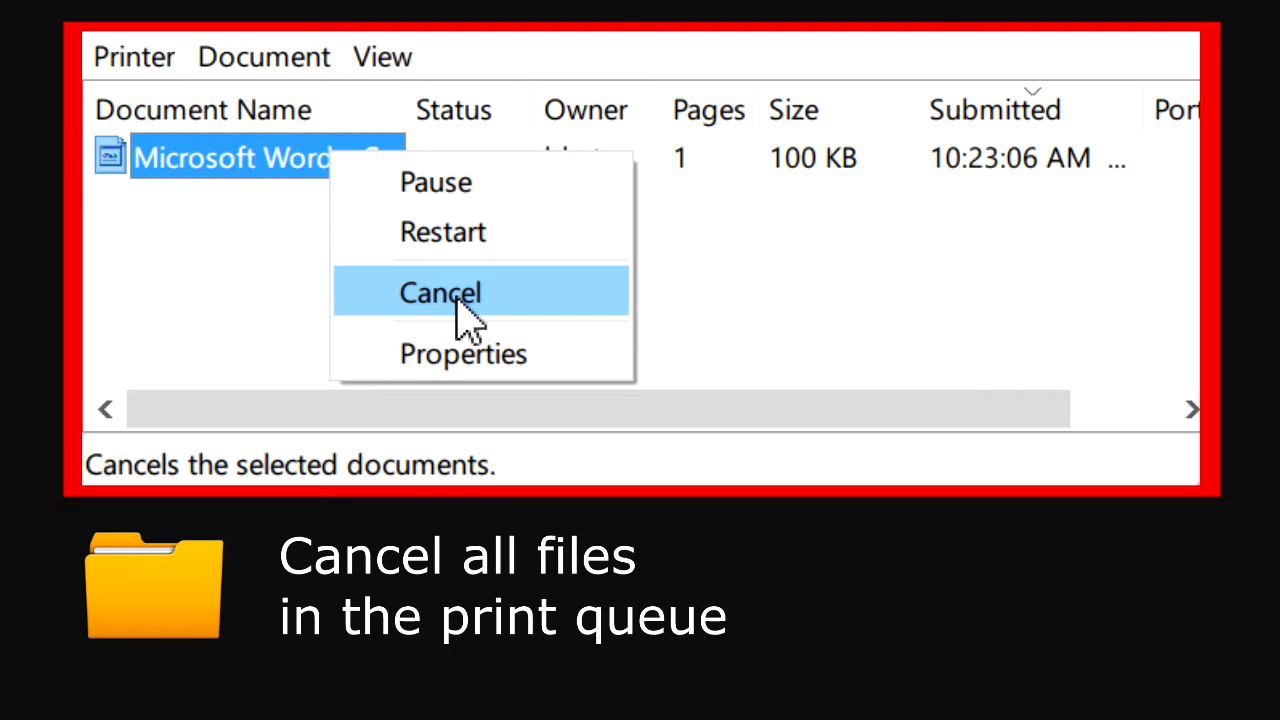 Printer Document View
Document Name Status Owner Pages Size Submitted Port
Microsoft Word 1 100 KB 10:23:06 AM ...
Pause
Restart
Cancel
Properties
Cancels the selected documents.
Cancel all files
in the print queue